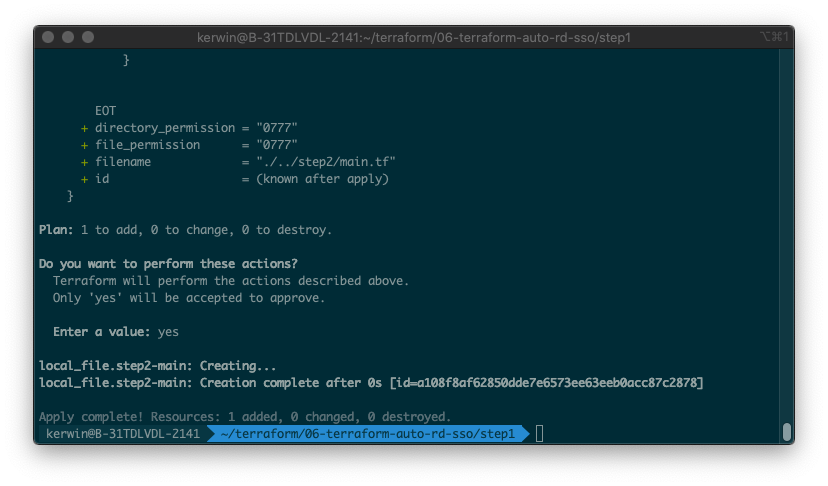 kerwin@B-31TDLVDL-2141:~/terraform/06-terraform-auto-rd-sso/step1 ⌥⌘1
}
EOT
+ directory_permission = "0777"
+ file_permission      = "0777"
+ filename             = "./../step2/main.tf"
+ id                   = (known after apply)
}
Plan: 1 to add, 0 to change, 0 to destroy.
Do you want to perform these actions?
Terraform will perform the actions described above.
Only 'yes' will be accepted to approve.
Enter a value: yes
local_file.step2-main: Creating...
local_file.step2-main: Creation complete after 0s [id=a108f8af62850dde7e6573ee63eeb0acc87c2878]
Apply complete! Resources: 1 added, 0 changed, 0 destroyed.
kerwin@B-31TDLVDL-2141 ~/terraform/06-terraform-auto-rd-sso/step1